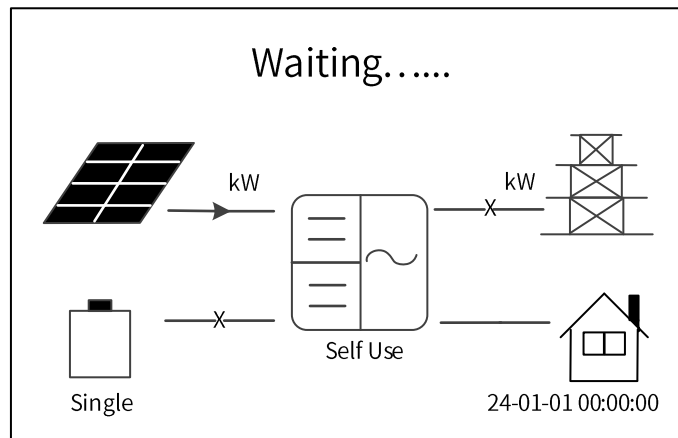 Waiting…...
kW
kW
X
X
Self Use
Single
24-01-01 00:00:00